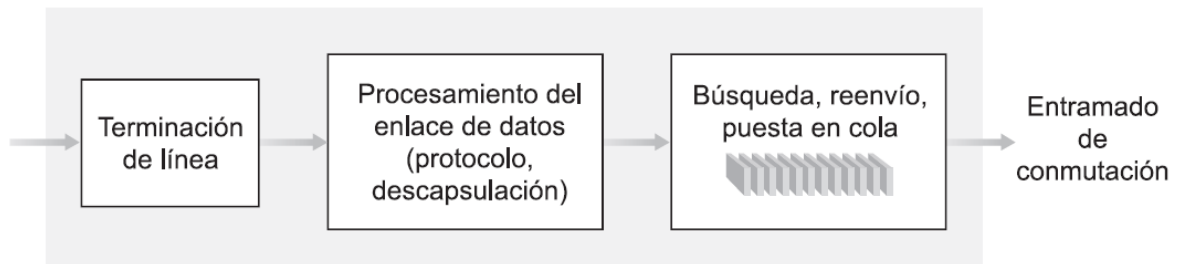 Terminación
de línea
Procesamiento del
enlace de datos
(protocolo,
descapsulación)
Búsqueda, reenvío,
puesta en cola
Entramado
de
conmutación